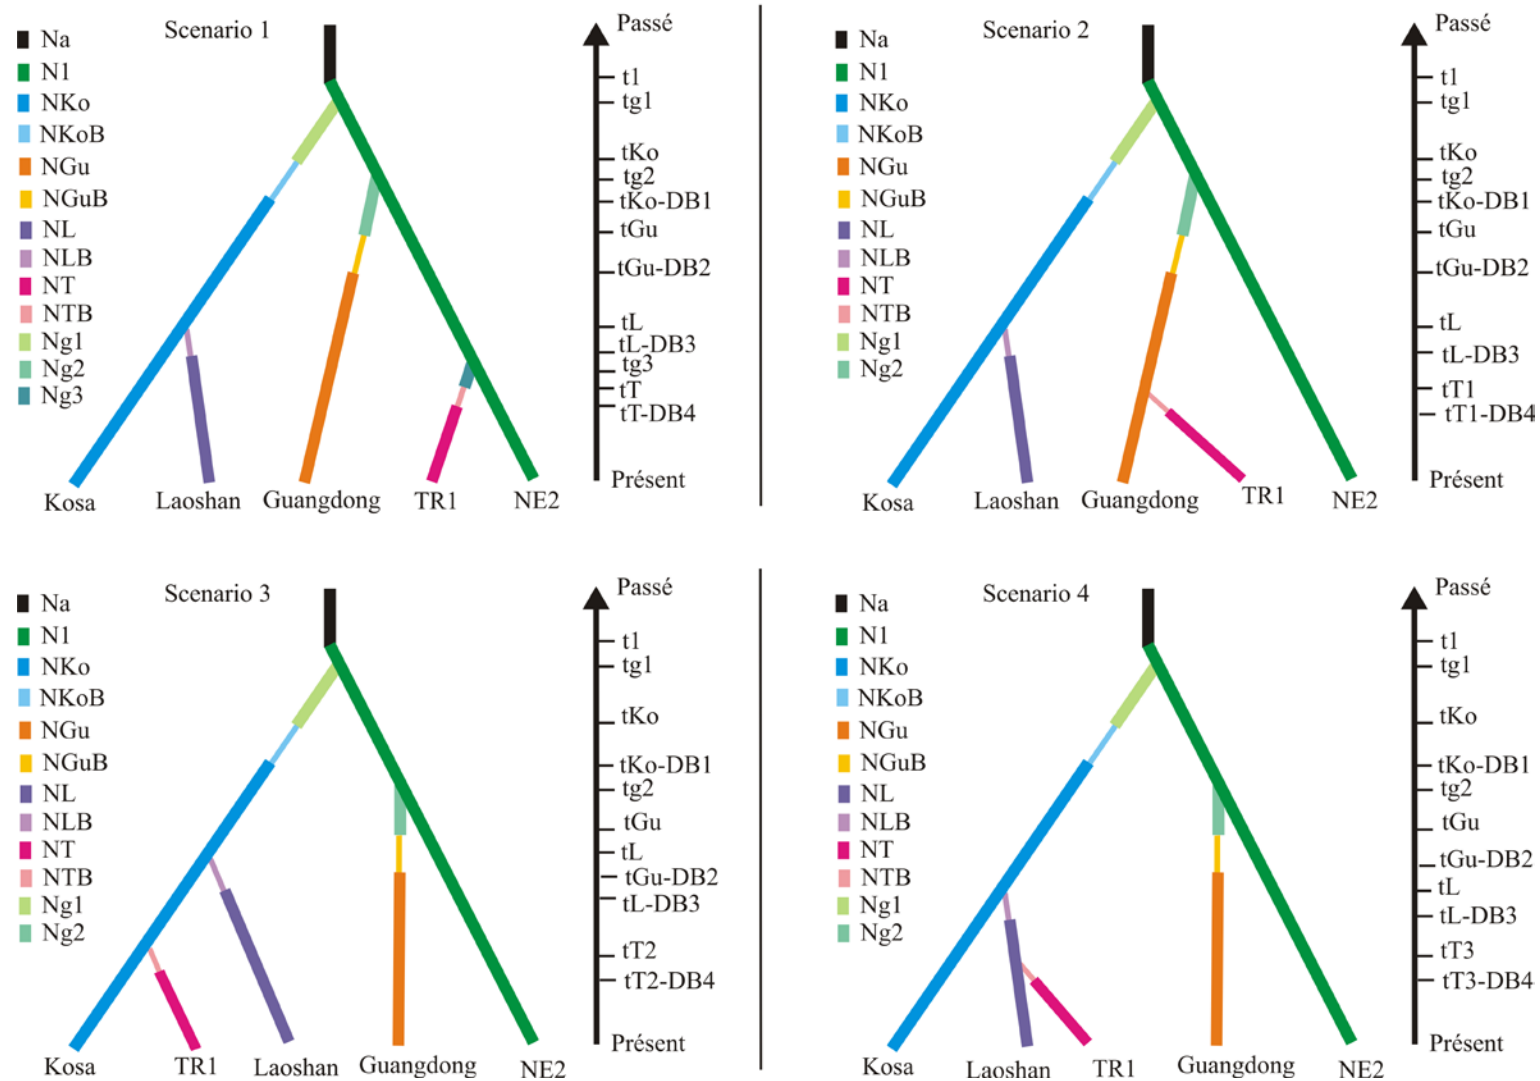 Scenario 1
Na
N1
NKo
NKoB
NGu
NGuB
NL
NLB
NT
NTB
Ng1
Ng2
Ng3
Passé
t1
tg1
tKo
tg2
tKo-DB1
tGu
tGu-DB2
tL
tL-DB3
tg3
tT
tT-DB4
Présent
Kosa Laoshan Guangdong TR1 NE2
Scenario 2
Na
N1
NKo
NKoB
NGu
NGuB
NL
NLB
NT
NTB
Ng1
Ng2
Passé
t1
tg1
tKo
tg2
tKo-DB1
tGu
tGu-DB2
tL
tL-DB3
tT1
tT1-DB4
Présent
Kosa Laoshan Guangdong TR1 NE2
Scenario 3
Na
N1
NKo
NKoB
NGu
NGuB
NL
NLB
NT
NTB
Ng1
Ng2
Passé
t1
tg1
tKo
tKo-DB1
tg2
tGu
tL
tGu-DB2
tL-DB3
tT2
tT2-DB4
Présent
Kosa TR1 Laoshan Guangdong NE2
Scenario 4
Na
N1
NKo
NKoB
NGu
NGuB
NL
NLB
NT
NTB
Ng1
Ng2
Passé
t1
tg1
tKo
tKo-DB1
tg2
tGu
tGu-DB2
tL
tL-DB3
tT3
tT3-DB4
Présent
Kosa Laoshan TR1 Guangdong NE2